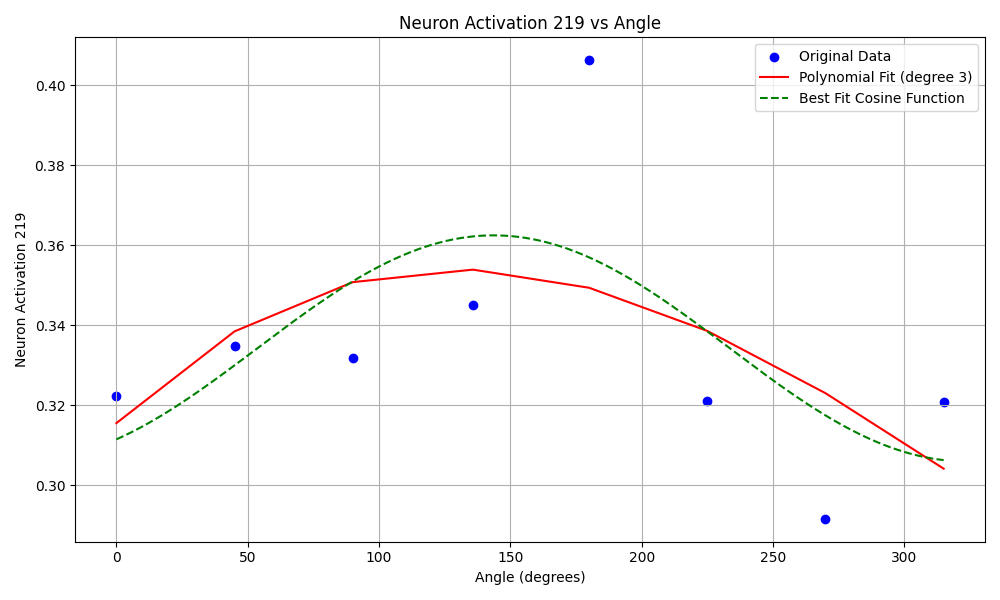 Neuron Activation 219 vs Angle
Original Data
Polynomial Fit (degree 3)
Best Fit Cosine Function
Neuron Activation 219
0.40
0.38
0.36
0.34
0.32
0.30
0 50 100 150 200 250 300
Angle (degrees)